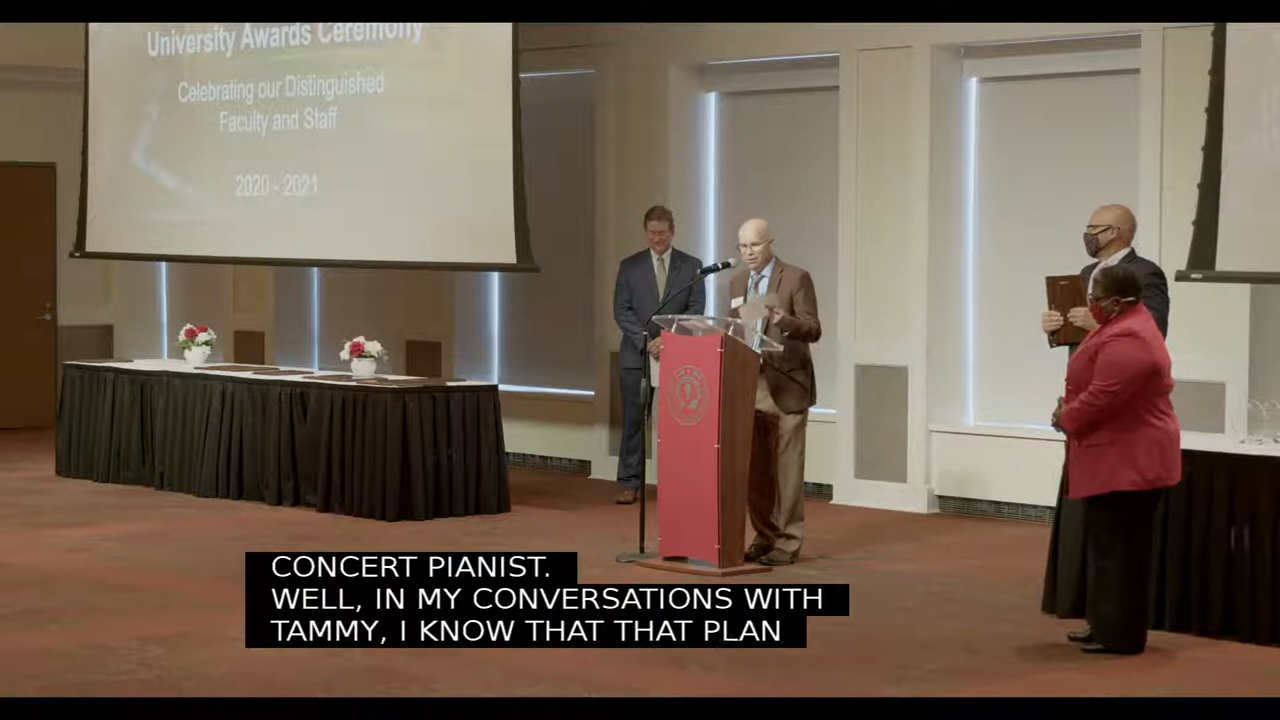 University Awards Ceremony
Celebrating our Distinguished
Faculty and Staff
2020 - 2021
CONCERT PIANIST.
WELL, IN MY CONVERSATIONS WITH
TAMMY, I KNOW THAT THAT PLAN